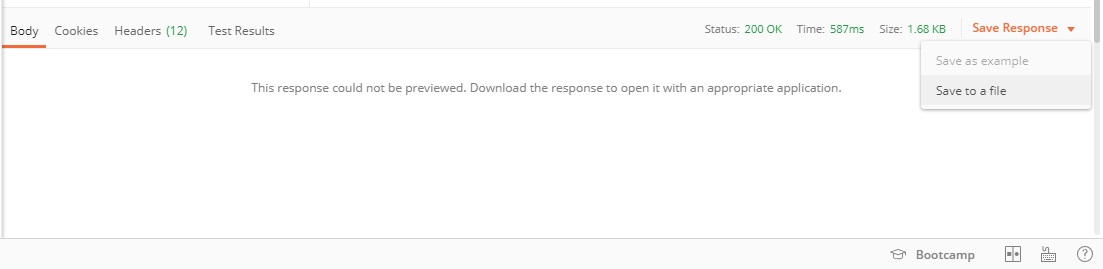 Body Cookies Headers (12) Test Results Status: 200 OK Time: 587ms Size: 1.68 KB Save Response
Save as example
This response could not be previewed. Download the response to open it with an appropriate application.
Save to a file
Bootcamp